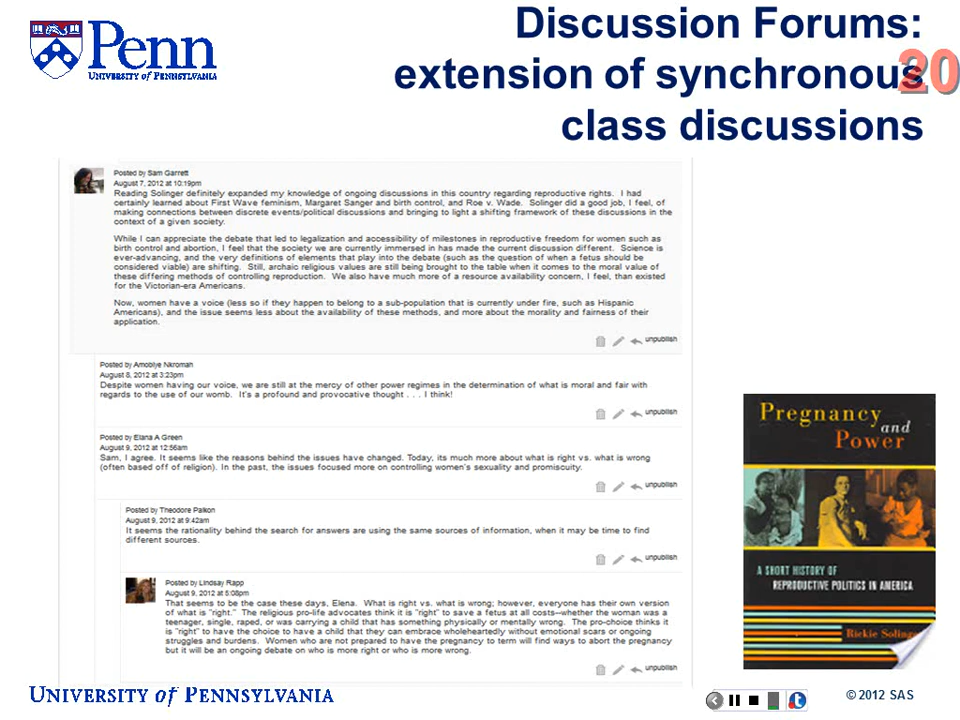 Penn
UNIVERSITY of PENNSYLVANIA
Discussion Forums:
extension of synchronous
class discussions
20
Posted by Sam Garrett
August 7, 2012 at 10:19pm
Reading Solinger definitely expanded my knowledge of ongoing discussions in this country regarding reproductive rights. I had
certainly learned about First Wave feminism, Margaret Sanger and birth control, and Roe v. Wade. Solinger did a good job, I feel, of
making connections between discrete events/political discussions and bringing to light a shifting framework of these discussions in the
context of a given society.
While I can appreciate the debate that led to legalization and accessibility of milestones in reproductive freedom for women such as
birth control and abortion, I feel that the society we are currently immersed in has made the current discussion different. Science is
ever-advancing, and the very definitions of elements that play into the debate (such as the question of when a fetus should be
considered viable) are shifting. Still, archaic religious values are still being brought to the table when it comes to the moral value of
these differing methods of controlling reproduction. We also have much more of a resource availability concern, I feel, than existed
for the Victorian-era Americans.
Now, women have a voice (less so if they happen to belong to a sub-population that is currently under fire, such as Hispanic
Americans), and the issue seems less about the availability of these methods, and more about the morality and fairness of their
application.
unpublish
Posted by Amobiye Nkromah
August 8, 2012 at 3:23pm
Despite women having our voice, we are still at the mercy of other power regimes in the determination of what is moral and fair with
regards to the use of our womb. It's a profound and provocative thought . . . I think!
unpublish
Posted by Elana A Green
August 9, 2012 at 12:56am
Sam, I agree. It seems like the reasons behind the issues have changed. Today, its much more about what is right vs. what is wrong
(often based off of religion). In the past, the issues focused more on controlling women's sexuality and promiscuity.
unpublish
Posted by Theodore Paikon
August 9, 2012 at 9:42am
It seems the rationality behind the search for answers are using the same sources of information, when it may be time to find
different sources.
unpublish
Posted by Lindsay Rapp
August 9, 2012 at 5:08pm
That seems to be the case these days, Elena. What is right vs. what is wrong; however, everyone has their own version
of what is "right." The religious pro-life advocates think it is "right" to save a fetus at all costs--whether the woman was a
teenager, single, raped, or was carrying a child that has something physically or mentally wrong. The pro-choice thinks it
is "right" to have the choice to have a child that they can embrace wholeheartedly without emotional scars or ongoing
struggles and burdens. Women who are not prepared to have the pregnancy to term will find ways to abort the pregnancy
but it will be an ongoing debate on who is more right or who is more wrong.
unpublish
Pregnancy
and
Power
A SHORT HISTORY OF
REPRODUCTIVE POLITICS IN AMERICA
Rickie Solinger
UNIVERSITY of PENNSYLVANIA
© 2012 SAS